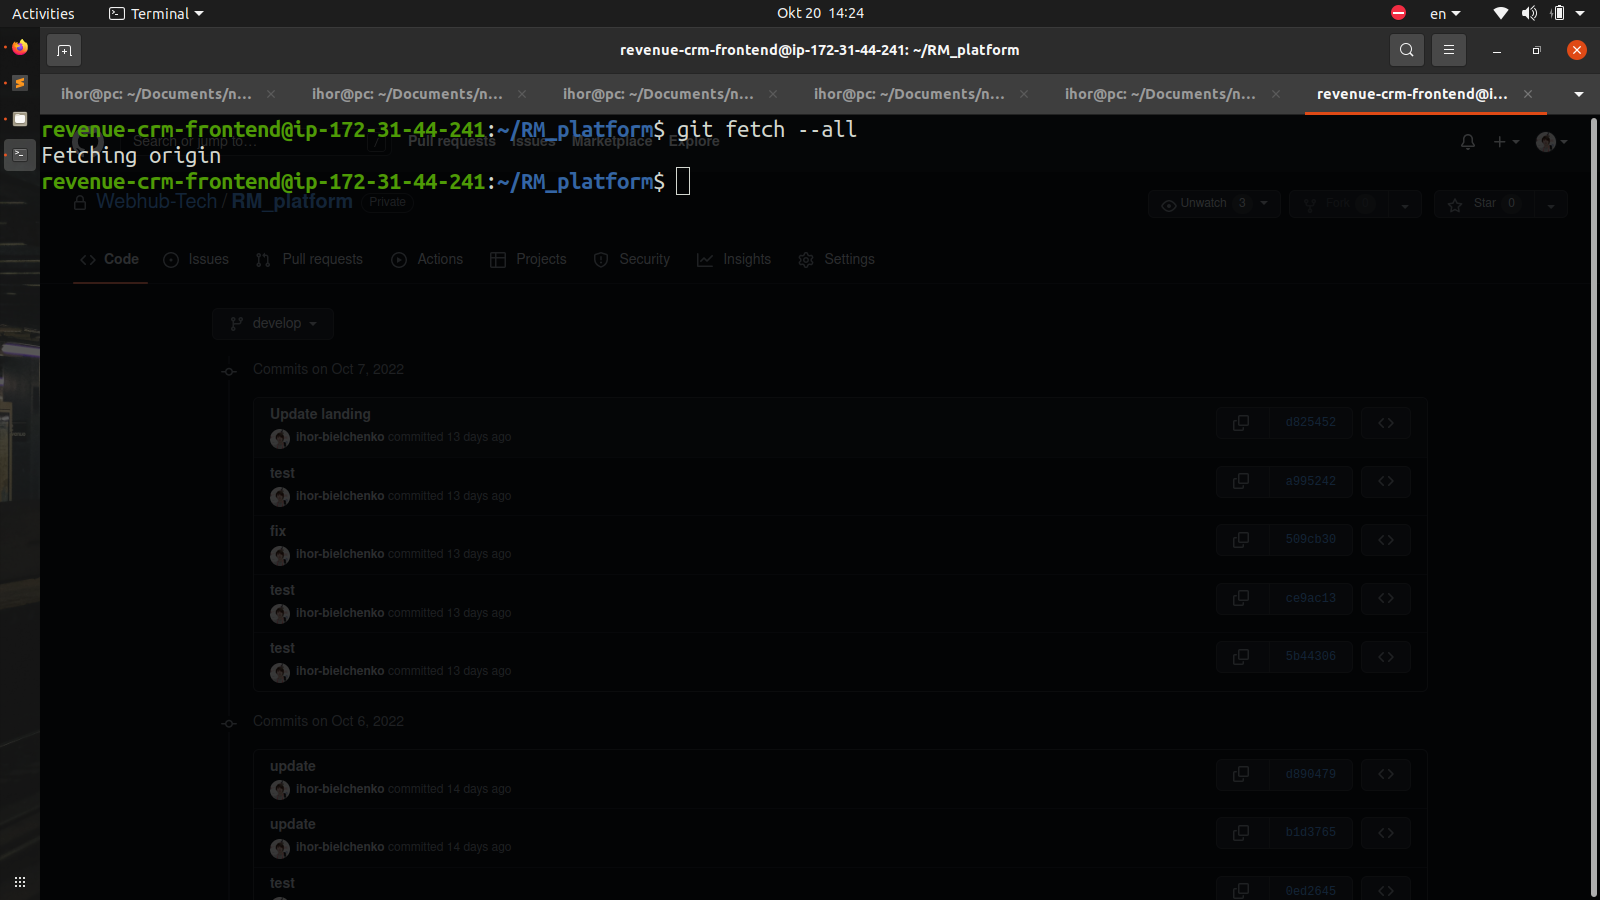 Activities Terminal Okt 20 14:24 en
revenue-crm-frontend@ip-172-31-44-241: ~/RM_platform
ihor@pc: ~/Documents/n... ihor@pc: ~/Documents/n... ihor@pc: ~/Documents/n... ihor@pc: ~/Documents/n... ihor@pc: ~/Documents/n... revenue-crm-frontend@i...
revenue-crm-frontend@ip-172-31-44-241:~/RM_platform$ git fetch --all
Search or jump to... / Pull requests Issues Marketplace Explore
Fetching origin
revenue-crm-frontend@ip-172-31-44-241:~/RM_platform$
Webhub-Tech / RM_platform Private Unwatch 3 Fork Star 0
Code Issues Pull requests Actions Projects Security Insights Settings
develop
Commits on Oct 7, 2022
Update landing
ihor-bielchenko committed 13 days ago d825452
test
ihor-bielchenko committed 13 days ago a995242
fix
ihor-bielchenko committed 13 days ago 509cb30
test
ihor-bielchenko committed 13 days ago ce9ac13
test
ihor-bielchenko committed 13 days ago 5b44306
Commits on Oct 6, 2022
update
ihor-bielchenko committed 14 days ago d890479
update
ihor-bielchenko committed 14 days ago b1d3765
test 0ed2645